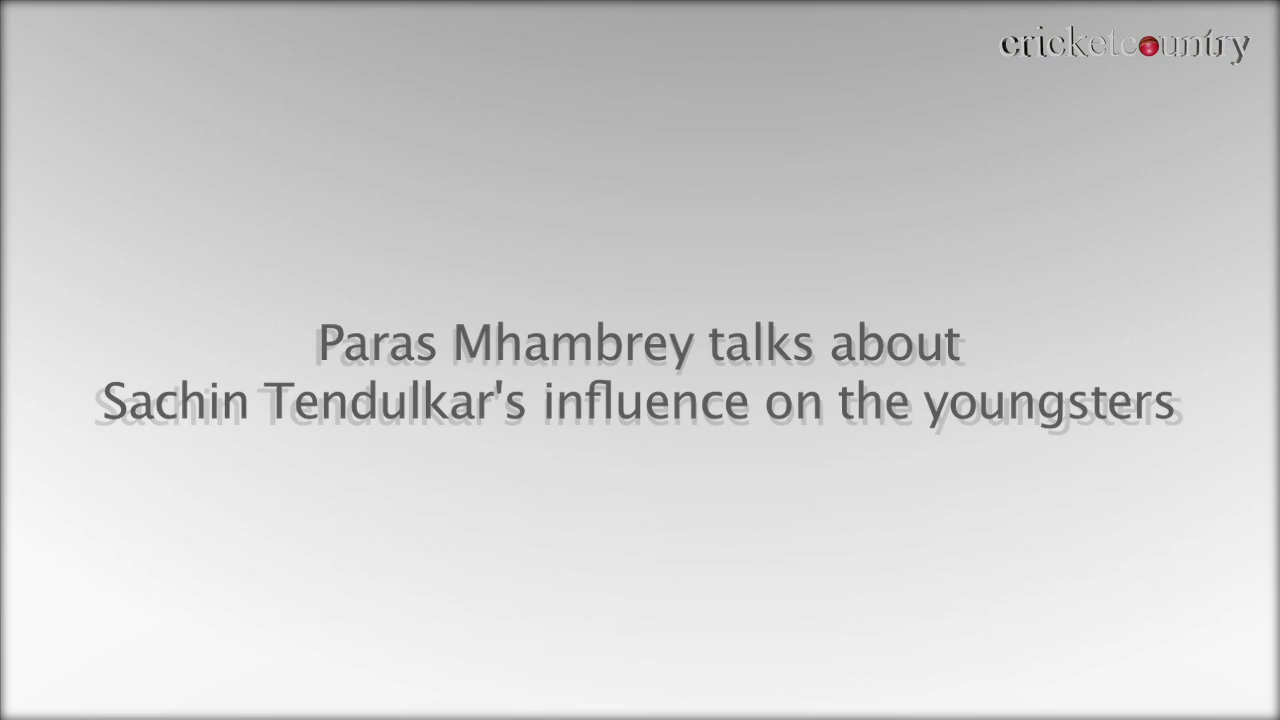 cricketcountry
Paras Mhambrey talks about
Sachin Tendulkar's influence on the youngsters